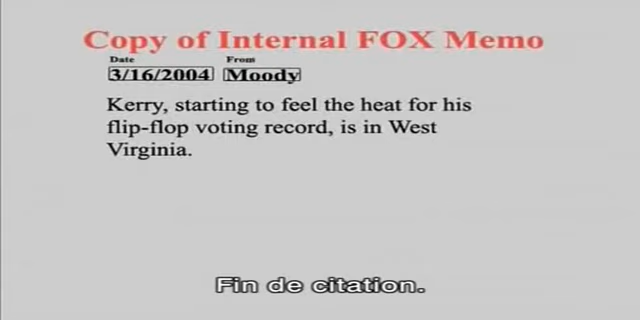 Copy of Internal FOX Memo
Date From
3/16/2004 Moody
Kerry, starting to feel the heat for his
flip-flop voting record, is in West
Virginia.
Fin de citation.